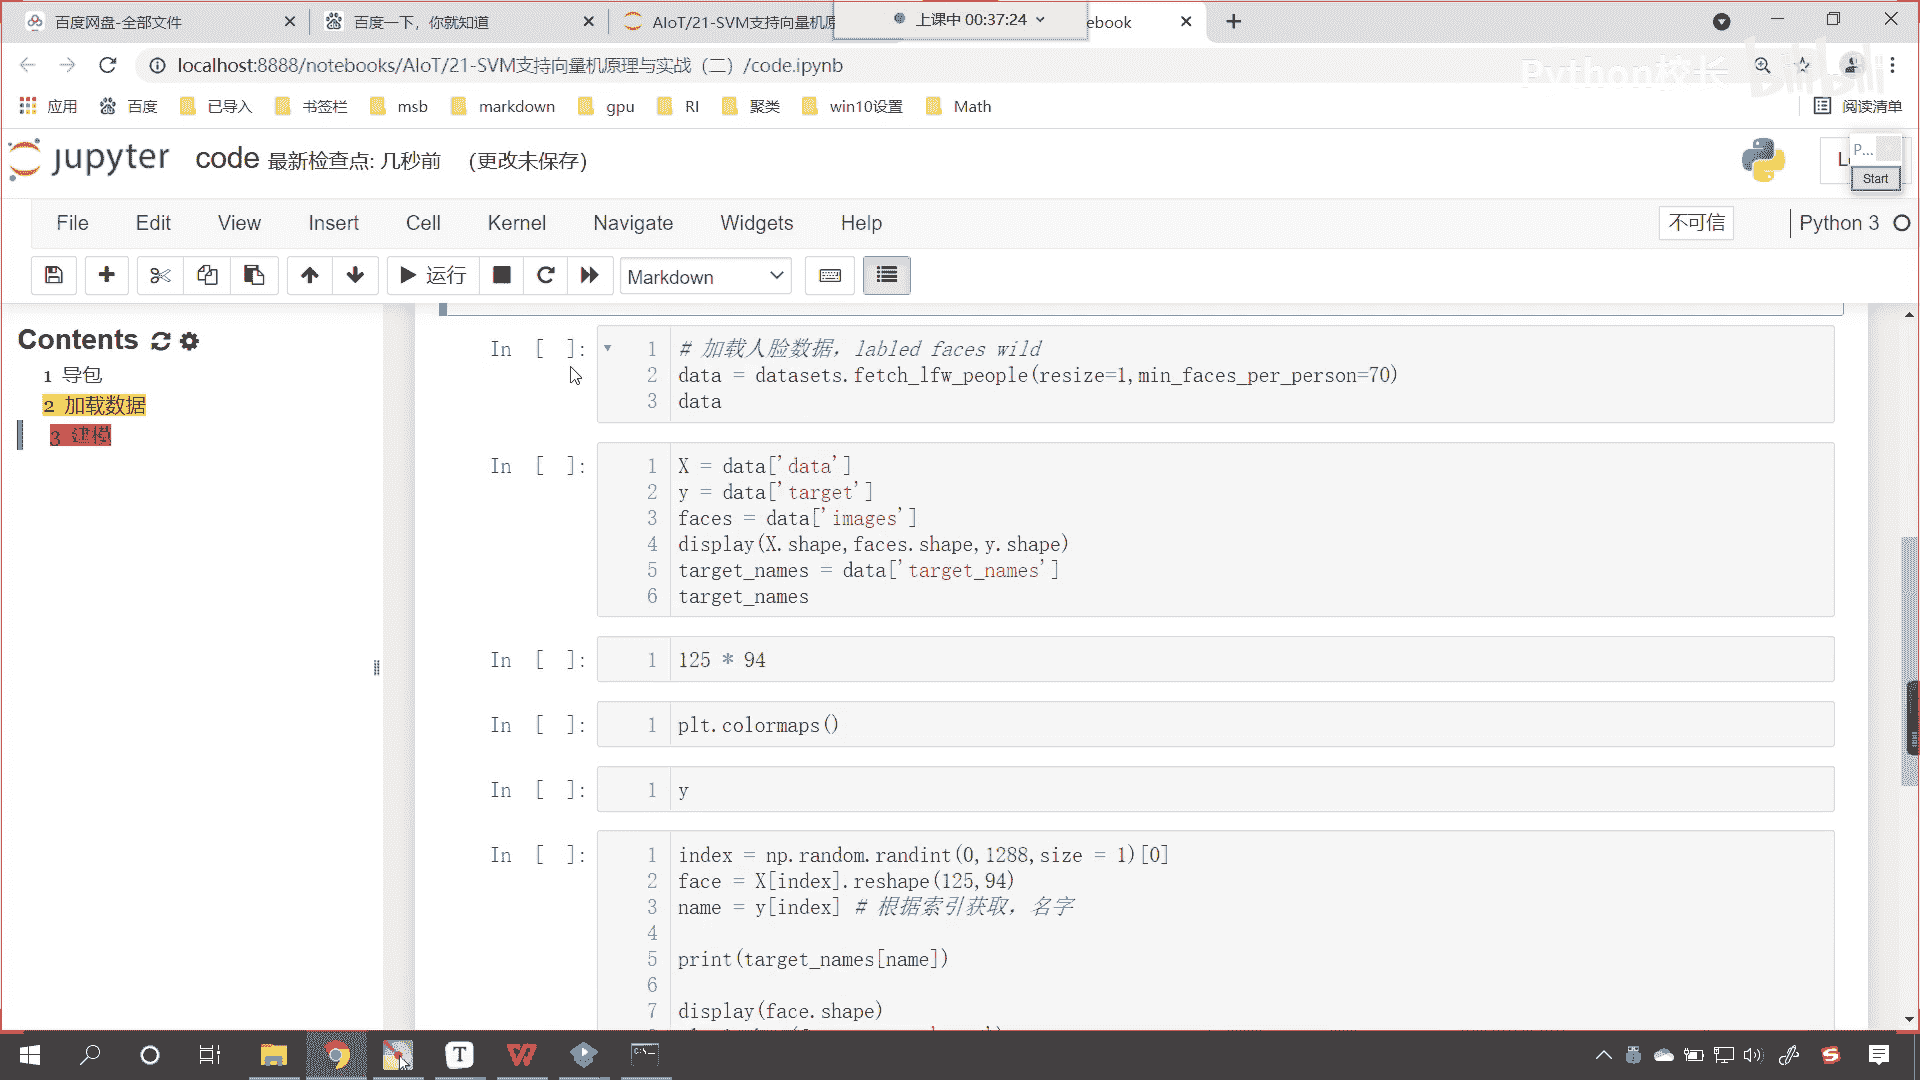 百度网盘-全部文件
百度一下，你就知道
AIoT/21-SVM支持向量机原
上课中 00:37:24
ebook
localhost:8888/notebooks/AIoT/21-SVM支持向量机原理与实战（二）/code.ipynb
Python校长
bilibili
应用 百度 已导入 书签栏 msb markdown gpu RI 聚类 win10设置 Math 阅读清单
jupyter code 最新检查点: 几秒前 (更改未保存)
P...
Start
File Edit View Insert Cell Kernel Navigate Widgets Help 不可信 Python 3
运行 Markdown
Contents
1 导包
2 加载数据
3 建模
In [ ]:
1 # 加载人脸数据，labled faces wild
2 data = datasets.fetch_lfw_people(resize=1,min_faces_per_person=70)
3 data
In [ ]:
1 X = data['data']
2 y = data['target']
3 faces = data['images']
4 display(X.shape,faces.shape,y.shape)
5 target_names = data['target_names']
6 target_names
In [ ]: 1 125 * 94
In [ ]: 1 plt.colormaps()
In [ ]: 1 y
In [ ]:
1 index = np.random.randint(0,1288,size = 1)[0]
2 face = X[index].reshape(125,94)
3 name = y[index] # 根据索引获取，名字
4
5 print(target_names[name])
6
7 display(face.shape)